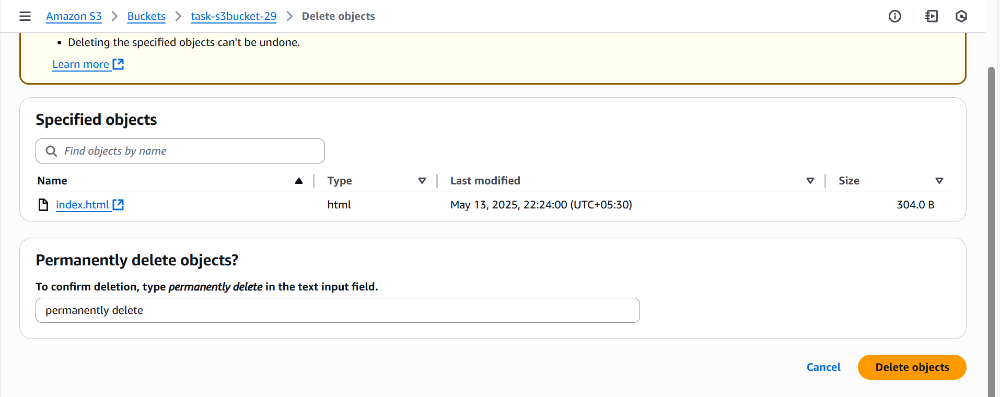 Amazon S3 > Buckets > task-s3bucket-29 > Delete objects
• Deleting the specified objects can't be undone.
Learn more
Specified objects
Find objects by name
Name Type Last modified Size
index.html html May 13, 2025, 22:24:00 (UTC+05:30) 304.0 B
Permanently delete objects?
To confirm deletion, type permanently delete in the text input field.
permanently delete
Cancel Delete objects